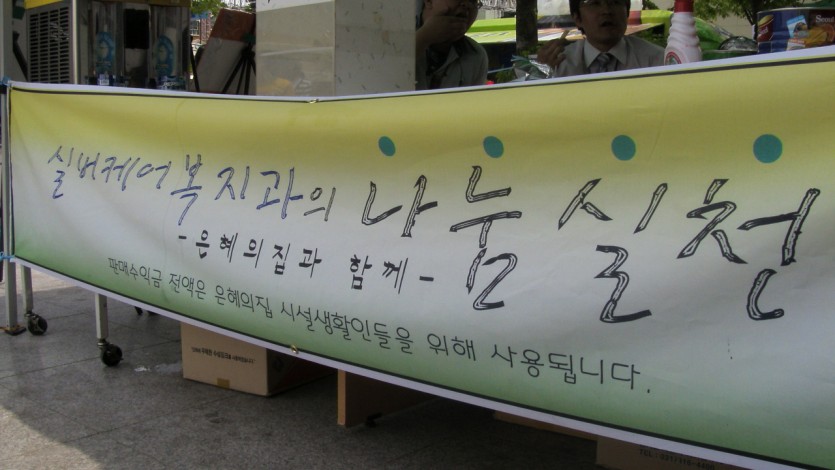 실버케어복지과의 나눔 실천
-은혜의집과 함께-
판매수익금 전액은 은혜의집 시설생활인들을 위해 사용됩니다.